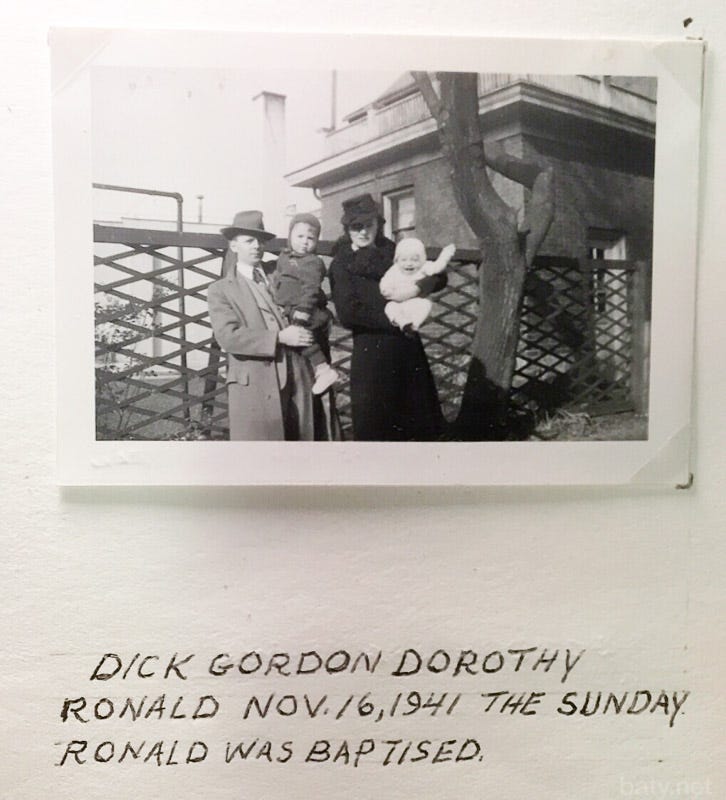 DICK GORDON DOROTHY
RONALD NOV. 16, 1941 THE SUNDAY
RONALD WAS BAPTISED.
baty.net